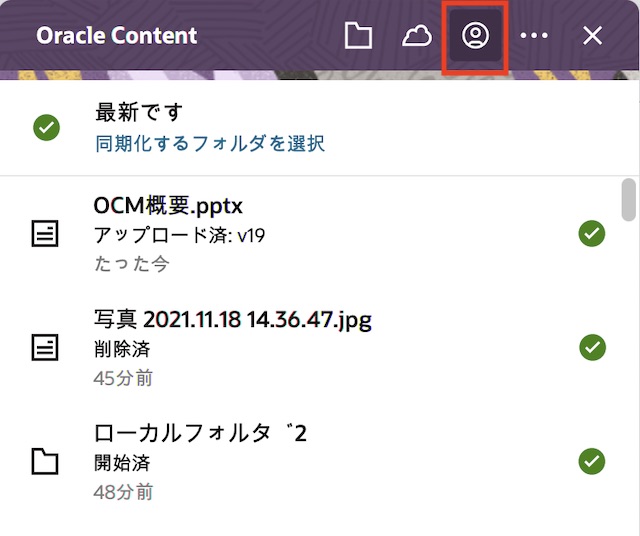 Oracle Content
最新です
同期化するフォルダを選択
OCM概要.pptx
アップロード済: v19
たった今
写真 2021.11.18 14.36.47.jpg
削除済
45分前
ローカルフォルタ゛2
開始済
48分前